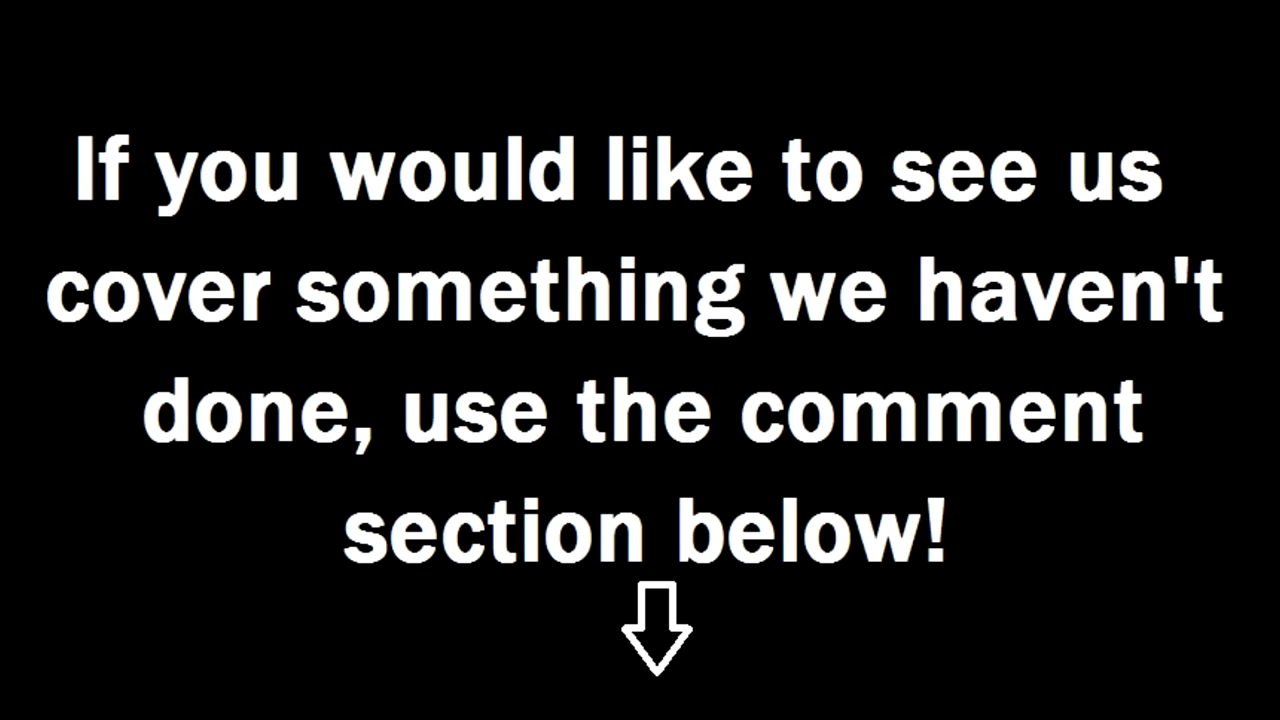 If you would like to see us
cover something we haven't
done, use the comment
section below!